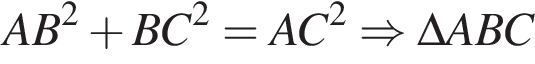 AB² + BC² = AC² ⇒ ΔABC